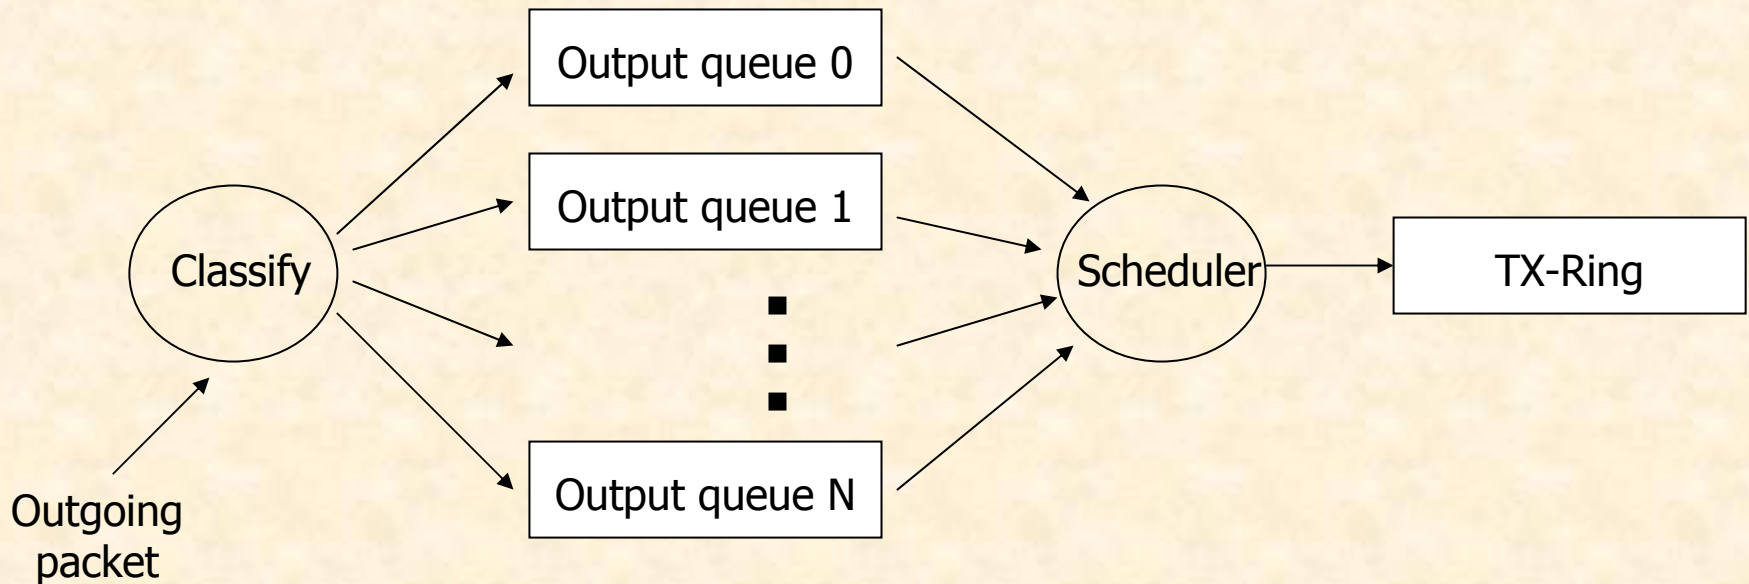 Output queue 0
Output queue 1
Classify
Scheduler
TX-Ring
Output queue N
Outgoing
packet